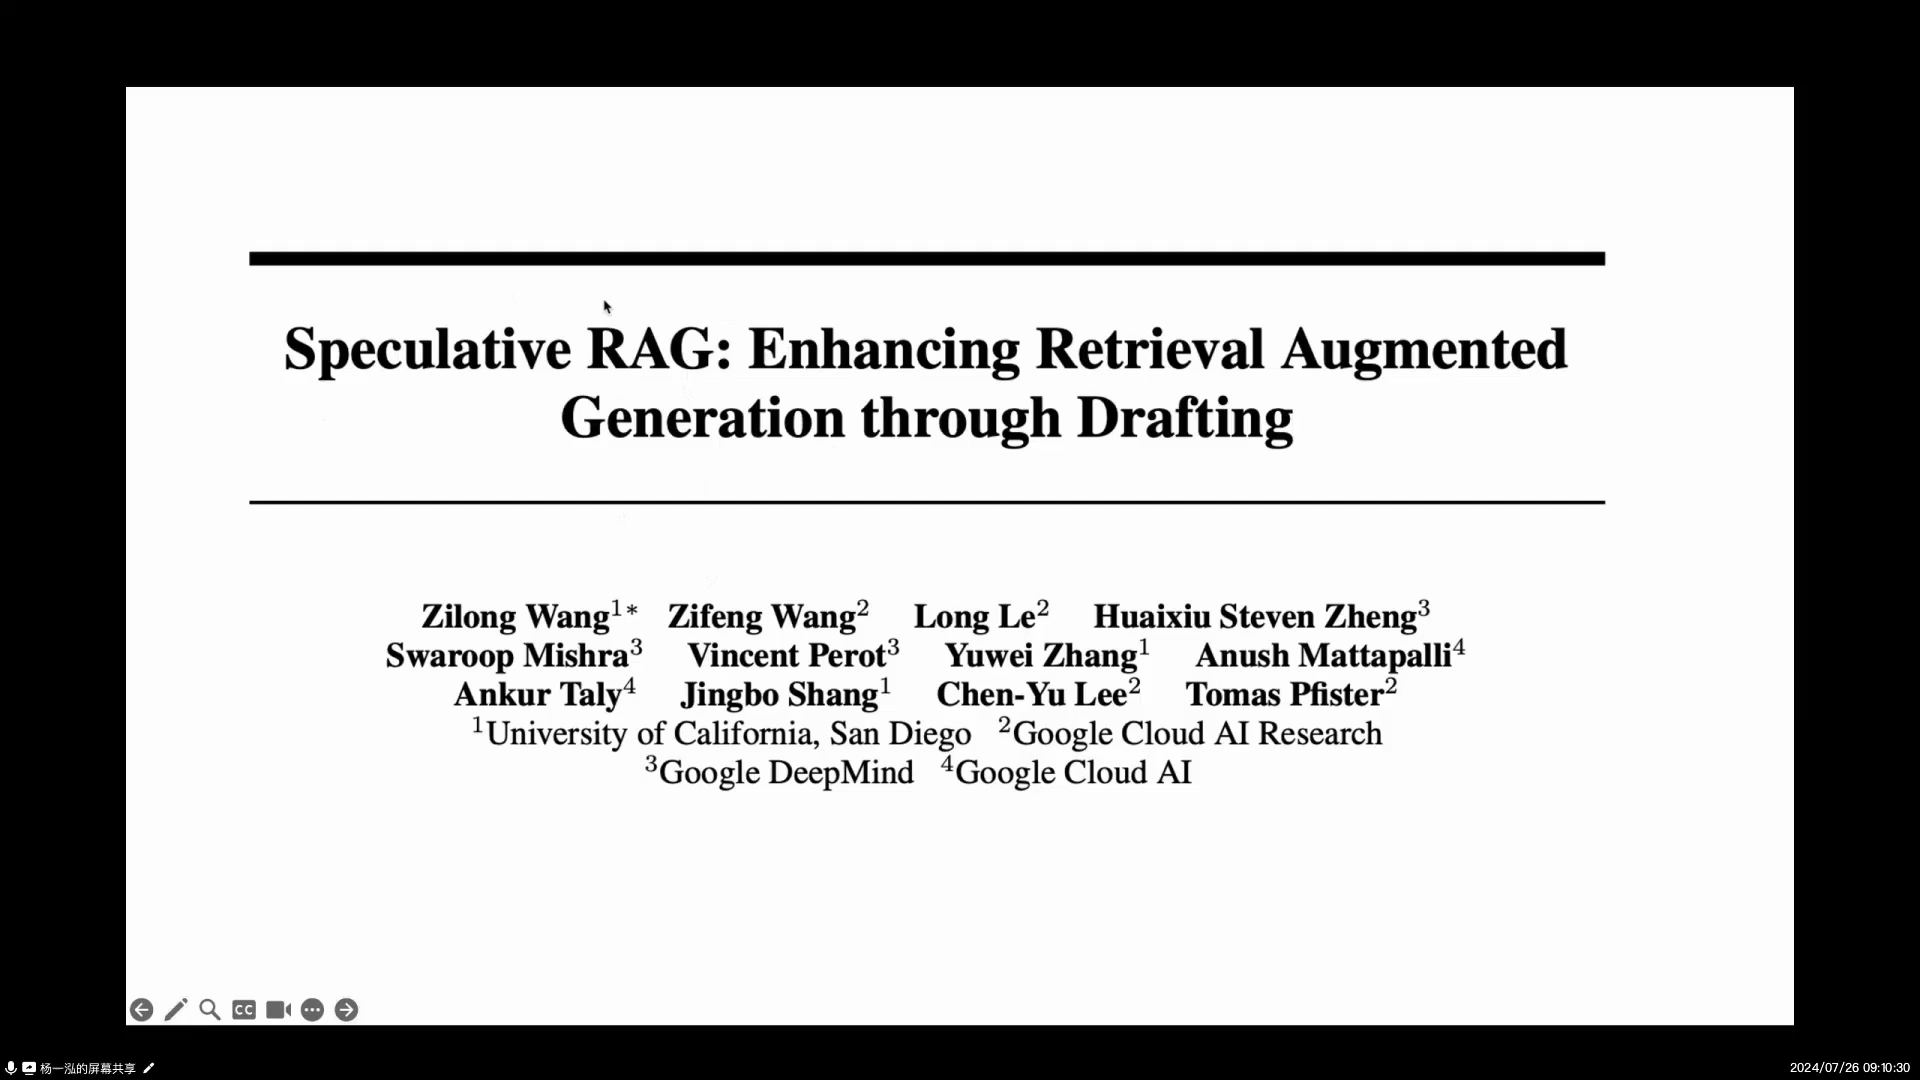 Speculative RAG: Enhancing Retrieval Augmented
Generation through Drafting
Zilong Wang¹* Zifeng Wang² Long Le² Huaixiu Steven Zheng³
Swaroop Mishra³ Vincent Perot³ Yuwei Zhang¹ Anush Mattapalli⁴
Ankur Taly⁴ Jingbo Shang¹ Chen-Yu Lee² Tomas Pfister²
¹University of California, San Diego ²Google Cloud AI Research
³Google DeepMind ⁴Google Cloud AI
CC
杨一泓的屏幕共享
2024/07/26 09:10:30